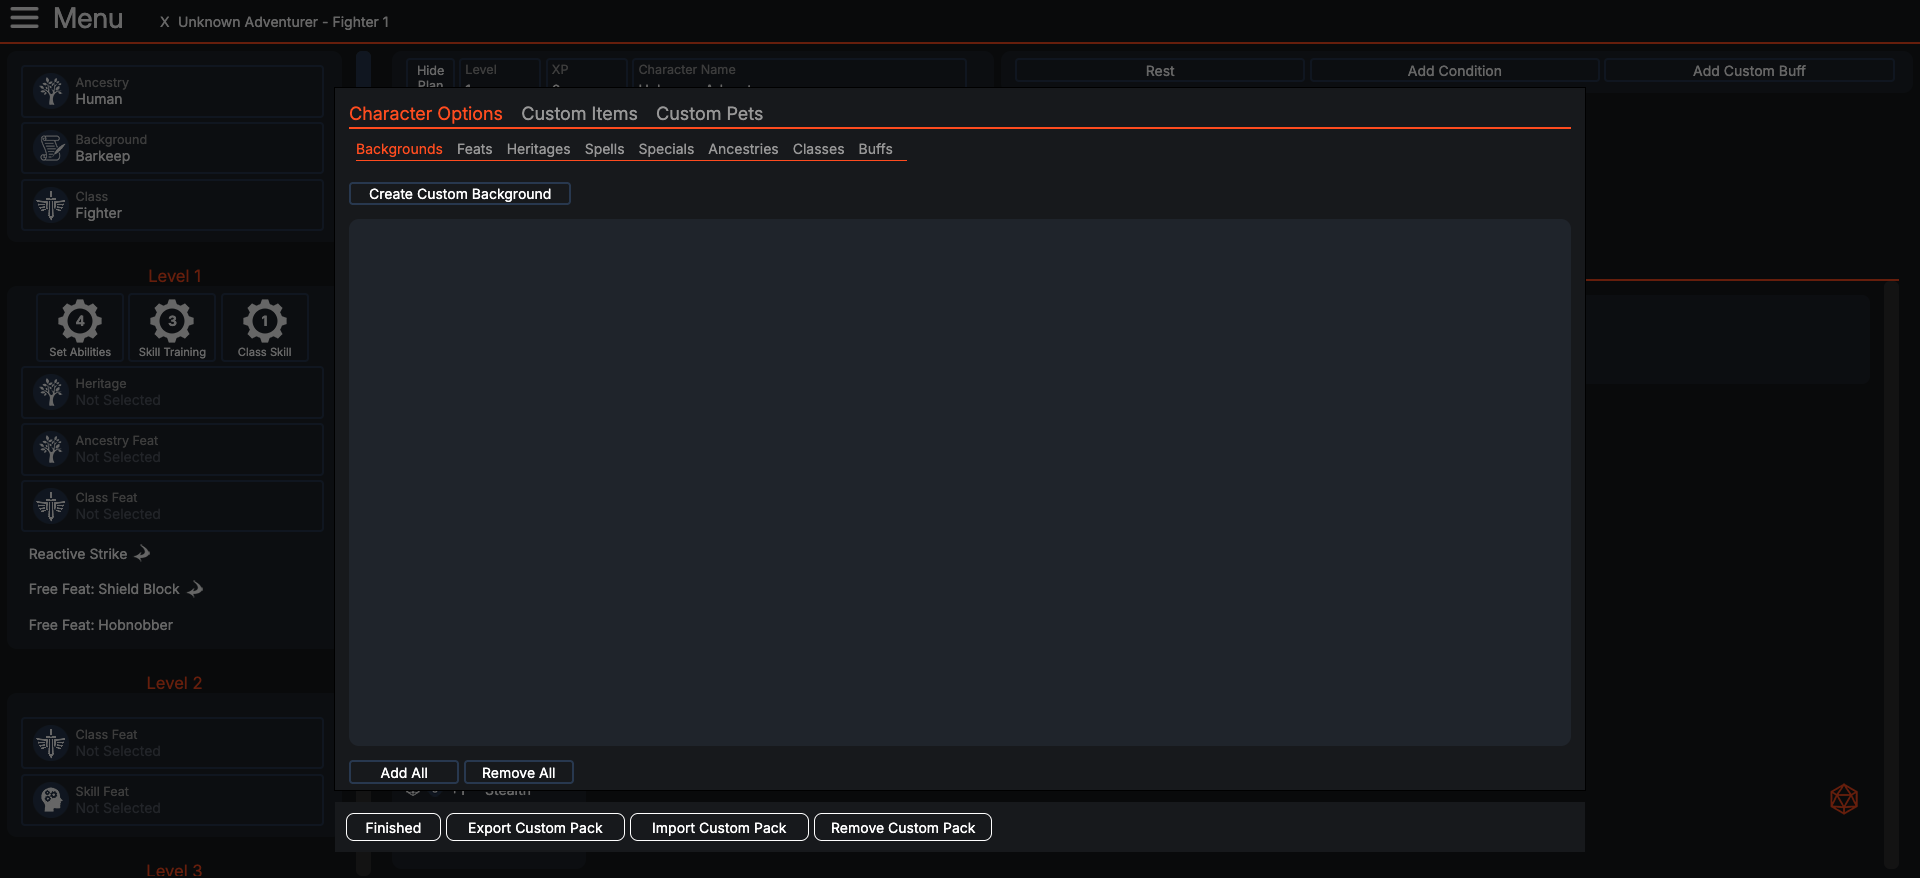 Menu
X Unknown Adventurer - Fighter 1
Ancestry
Human
Background
Barkeep
Class
Fighter
Level 1
4
Set Abilities
3
Skill Training
1
Class Skill
Heritage
Not Selected
Ancestry Feat
Not Selected
Class Feat
Not Selected
Reactive Strike
Free Feat: Shield Block
Free Feat: Hobnobber
Level 2
Class Feat
Not Selected
Skill Feat
Not Selected
Level 3
Hide
Plan
Level
XP
Character Name
Rest
Add Condition
Add Custom Buff
Character Options Custom Items Custom Pets
Backgrounds Feats Heritages Spells Specials Ancestries Classes Buffs
Create Custom Background
Add All Remove All
Stealth
Finished Export Custom Pack Import Custom Pack Remove Custom Pack